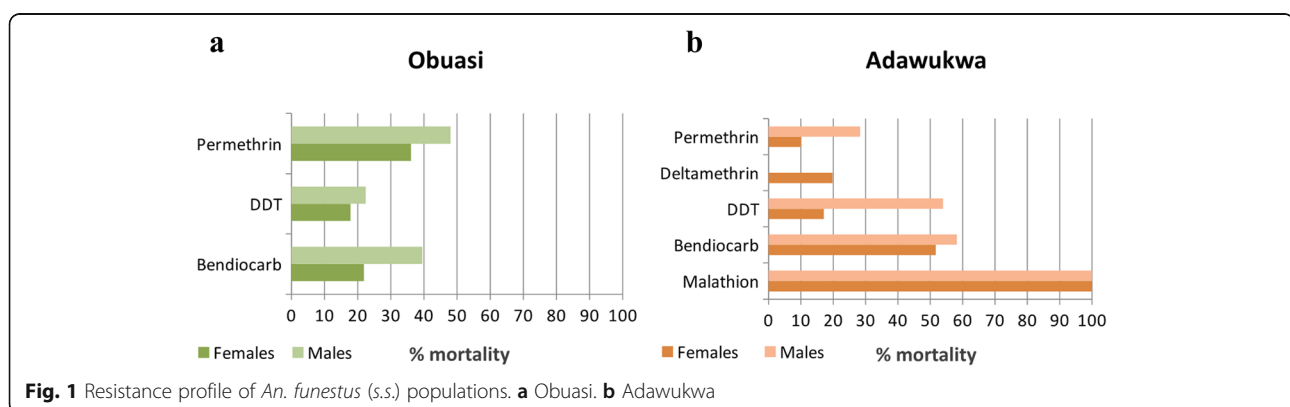 a
Obuasi
Permethrin
DDT
Bendiocarb
0 10 20 30 40 50 60 70 80 90 100
Females Males % mortality
b
Adawukwa
Permethrin
Deltamethrin
DDT
Bendiocarb
Malathion
0 10 20 30 40 50 60 70 80 90 100
Females Males % mortality
Fig. 1 Resistance profile of An. funestus (s.s.) populations. a Obuasi. b Adawukwa